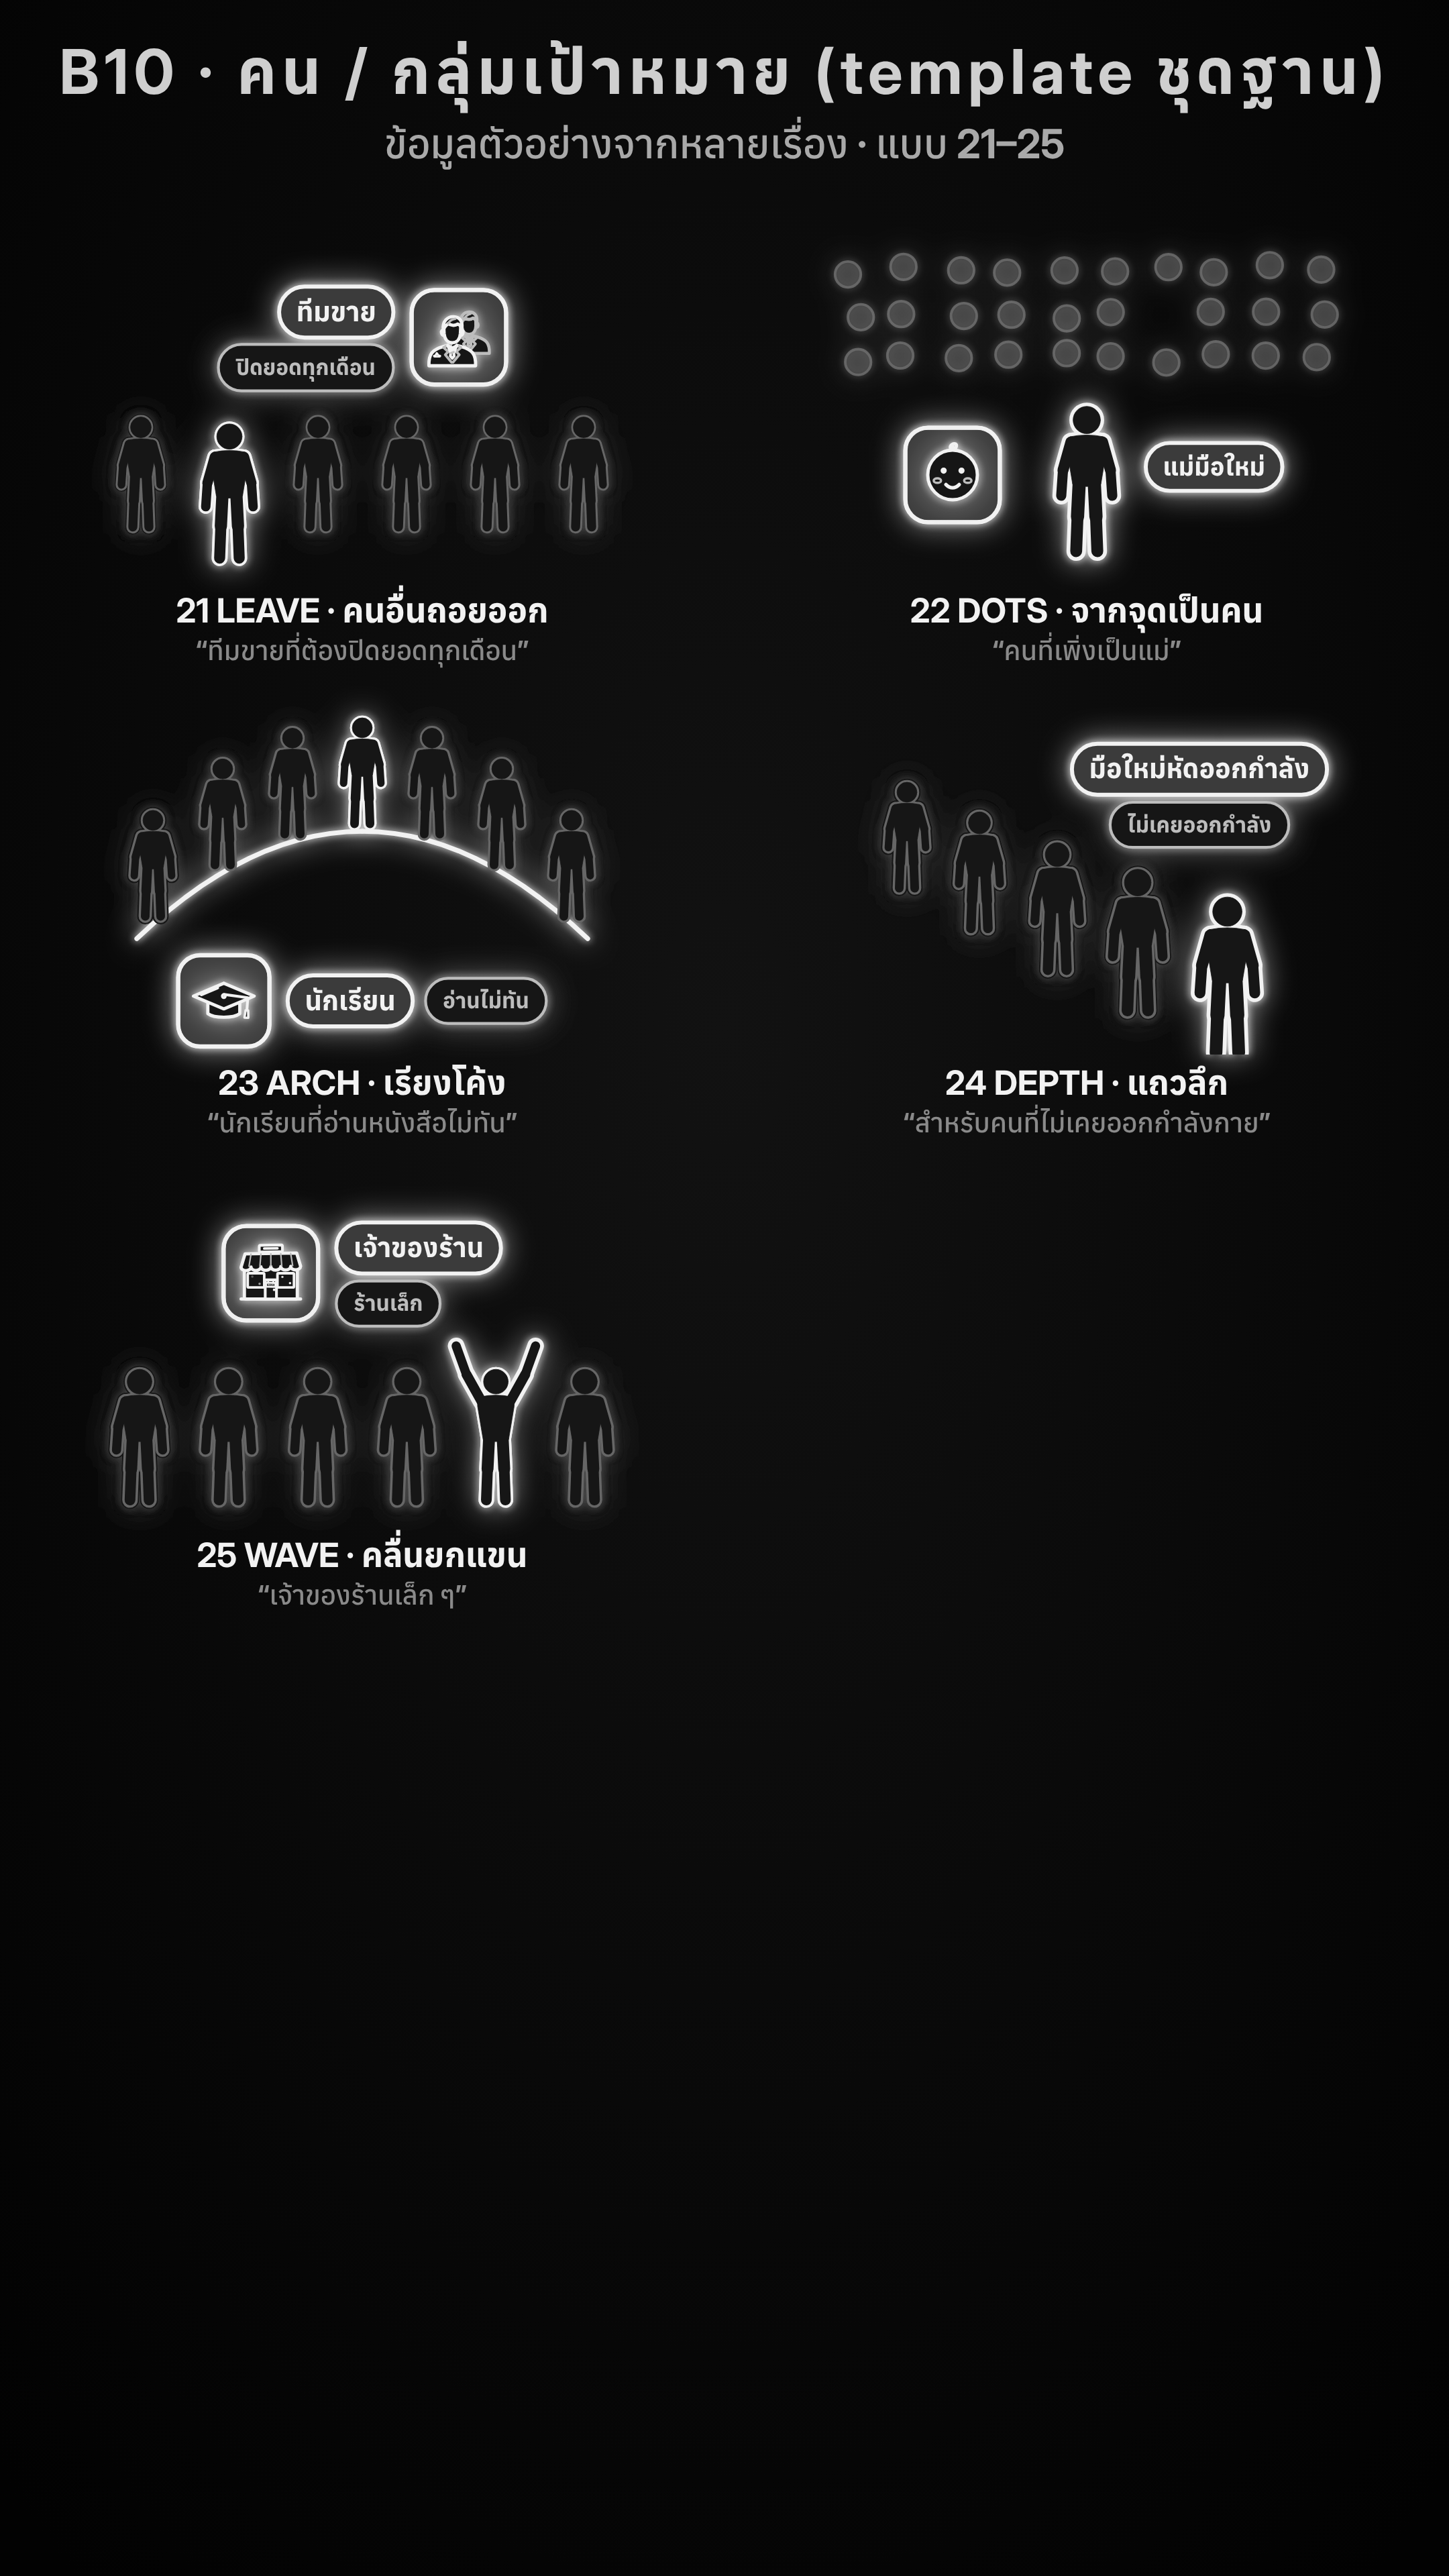 B10 · คน / กลุ่มเป้าหมาย (template ชุดฐาน)
ข้อมูลตัวอย่างจากหลายเรื่อง · แบบ 21–25
ทีมขาย
ปิดยอดทุกเดือน
21 LEAVE · คนอื่นถอยออก
“ทีมขายที่ต้องปิดยอดทุกเดือน”
แม่มือใหม่
22 DOTS · จากจุดเป็นคน
“คนที่เพิ่งเป็นแม่”
นักเรียน
อ่านไม่ทัน
23 ARCH · เรียงโค้ง
“นักเรียนที่อ่านหนังสือไม่ทัน”
มือใหม่หัดออกกำลัง
ไม่เคยออกกำลัง
24 DEPTH · แถวลึก
“สำหรับคนที่ไม่เคยออกกำลังกาย”
เจ้าของร้าน
ร้านเล็ก
25 WAVE · คลื่นยกแขน
“เจ้าของร้านเล็ก ๆ”